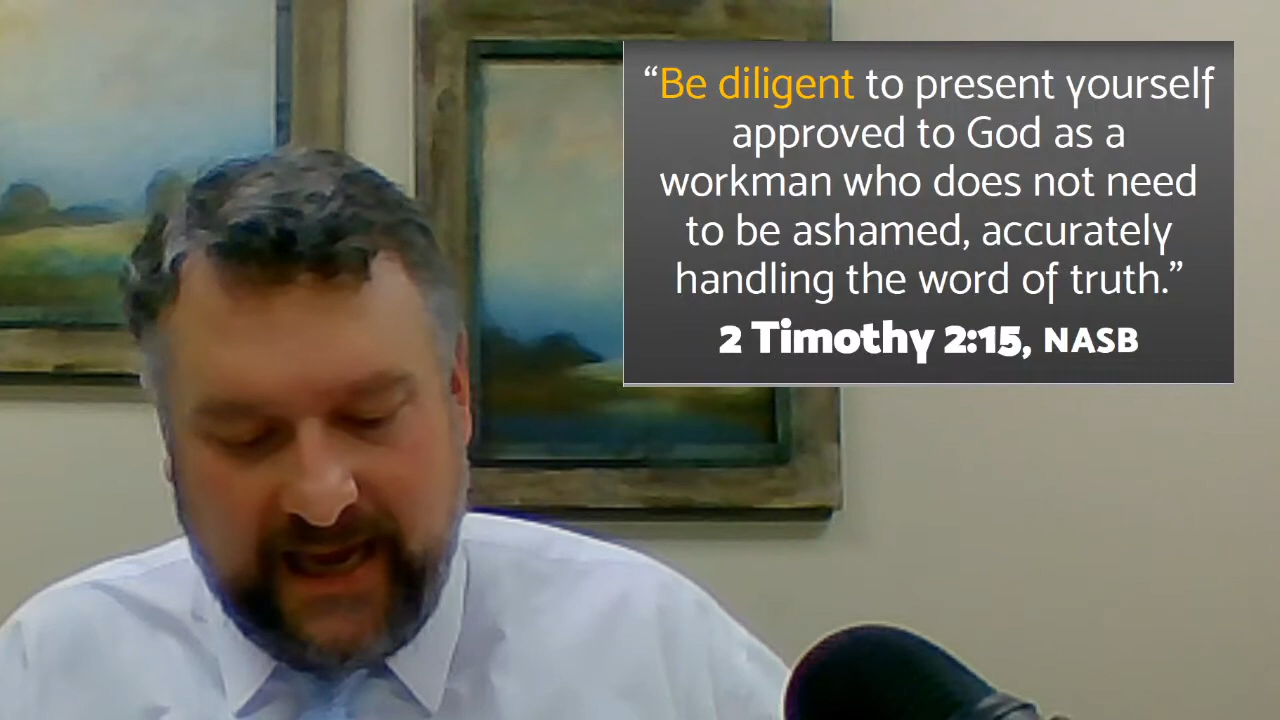 “Be diligent to present yourself
approved to God as a
workman who does not need
to be ashamed, accurately
handling the word of truth.”
2 Timothy 2:15, NASB